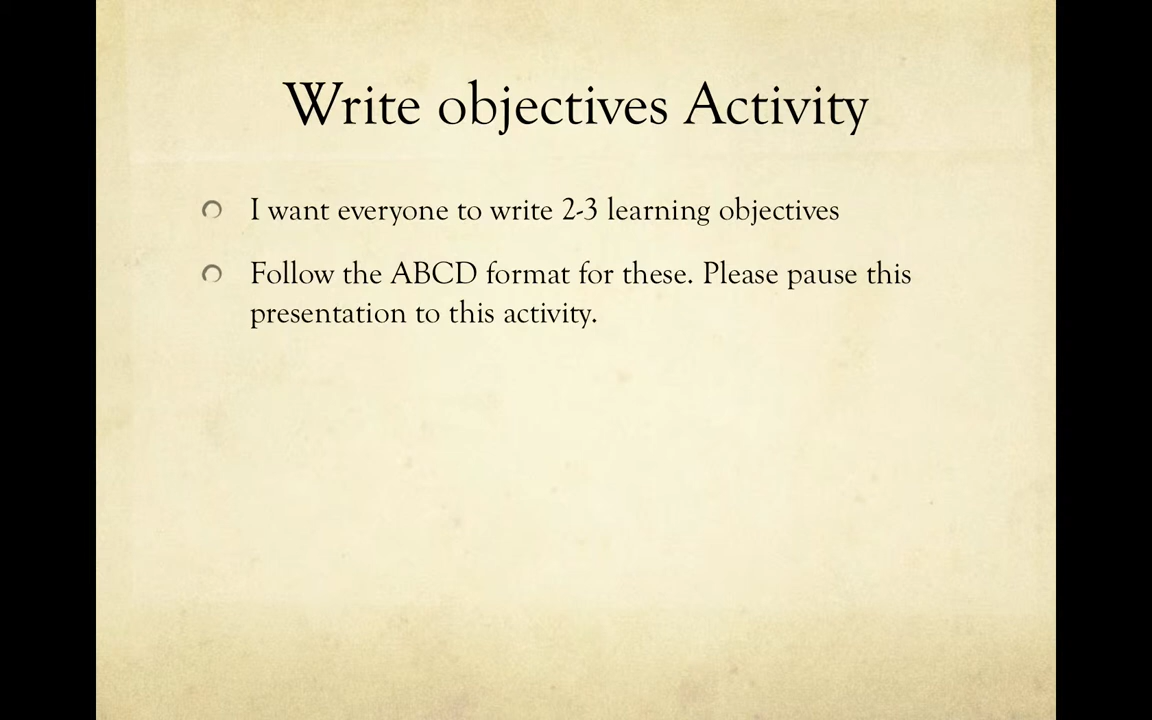 Write objectives Activity
I want everyone to write 2-3 learning objectives
Follow the ABCD format for these. Please pause this
presentation to this activity.